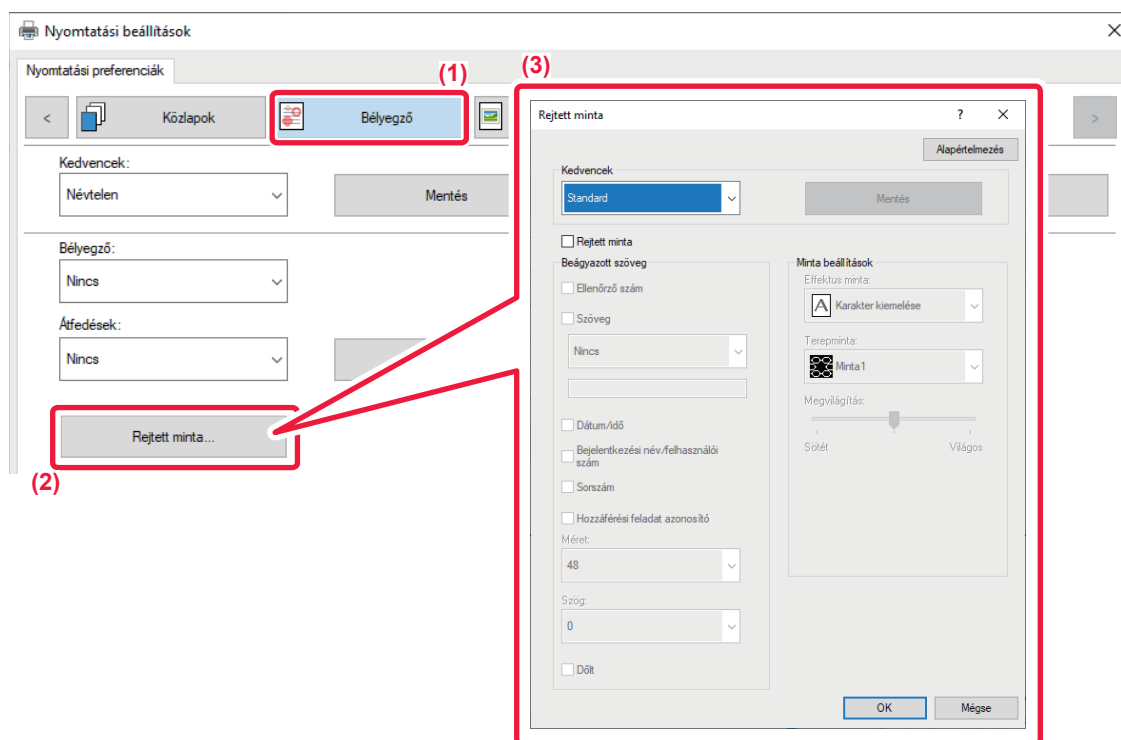 Nyomtatási beállítások
Nyomtatási preferenciák
(1)
(3)
<
Közlapok
Bélyegző
>
Kedvencek:
Névtelen
Mentés
Bélyegző:
Nincs
Átfedések:
Nincs
Rejtett minta...
(2)
Rejtett minta
?
Alapértelmezés
Kedvencek
Standard
Mentés
Rejtett minta
Beágyazott szöveg
Ellenőrző szám
Szöveg
Nincs
Dátum/idő
Bejelentkezési név/felhasználói
szám
Sorszám
Hozzáférési feladat azonosító
Méret:
48
Szög:
0
Dőlt
Minta beállítások
Effektus minta:
A Karakter kiemelése
Terepminta:
Minta1
Megvilágítás:
Sötét Világos
OK
Mégse